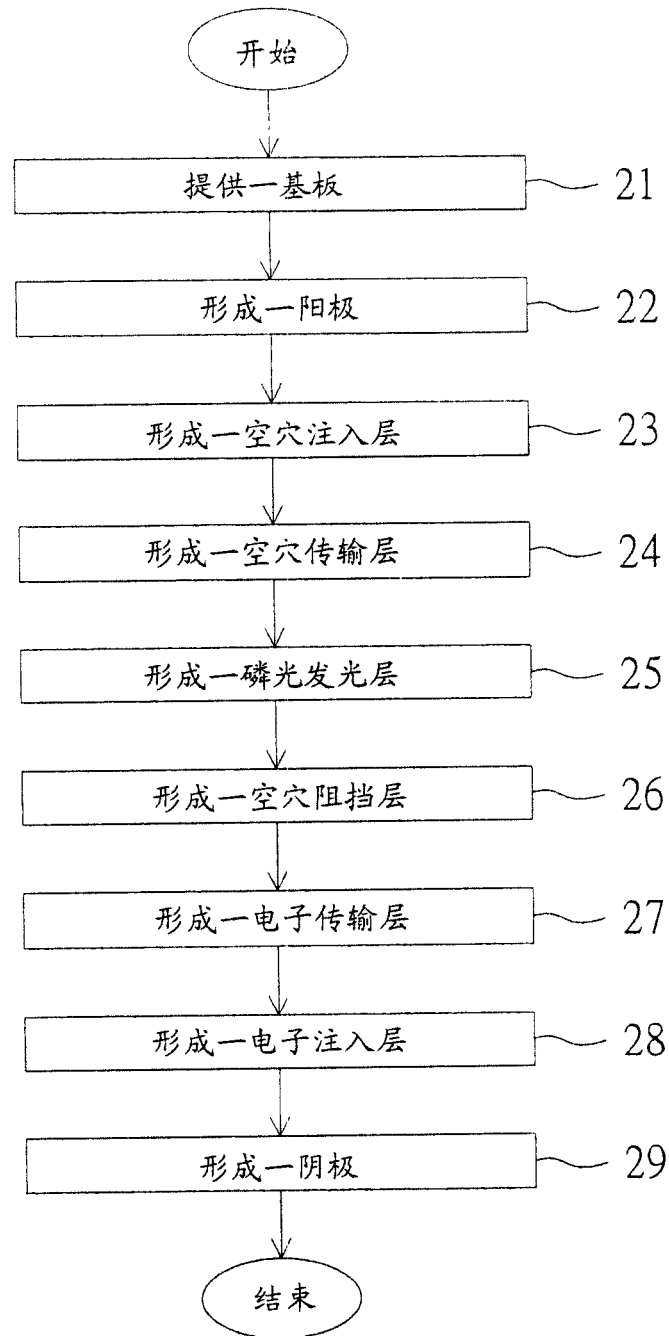 开始
提供一基板 21
形成一阳极 22
形成一空穴注入层 23
形成一空穴传输层 24
形成一磷光发光层 25
形成一空穴阻挡层 26
形成一电子传输层 27
形成一电子注入层 28
形成一阴极 29
结束